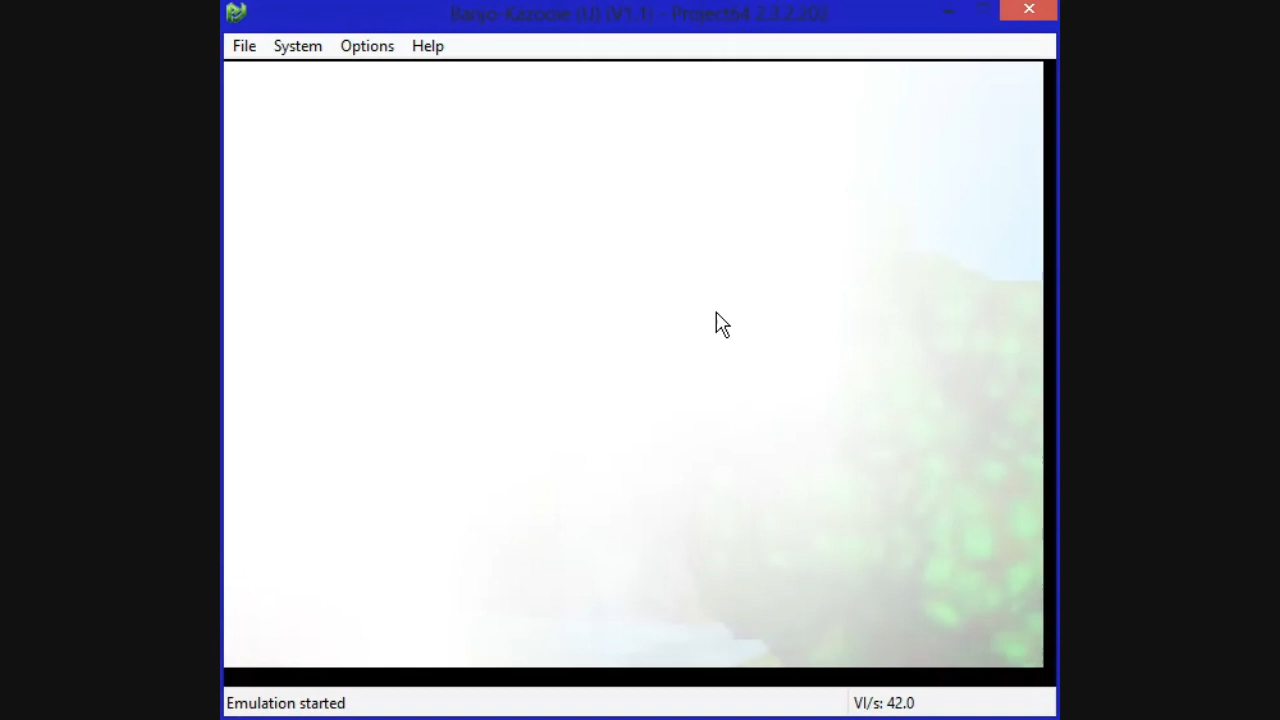 Banjo-Kazooie (U) (V1.1) - Project64 2.3.2.202
File System Options Help
Emulation started
VI/s: 42.0